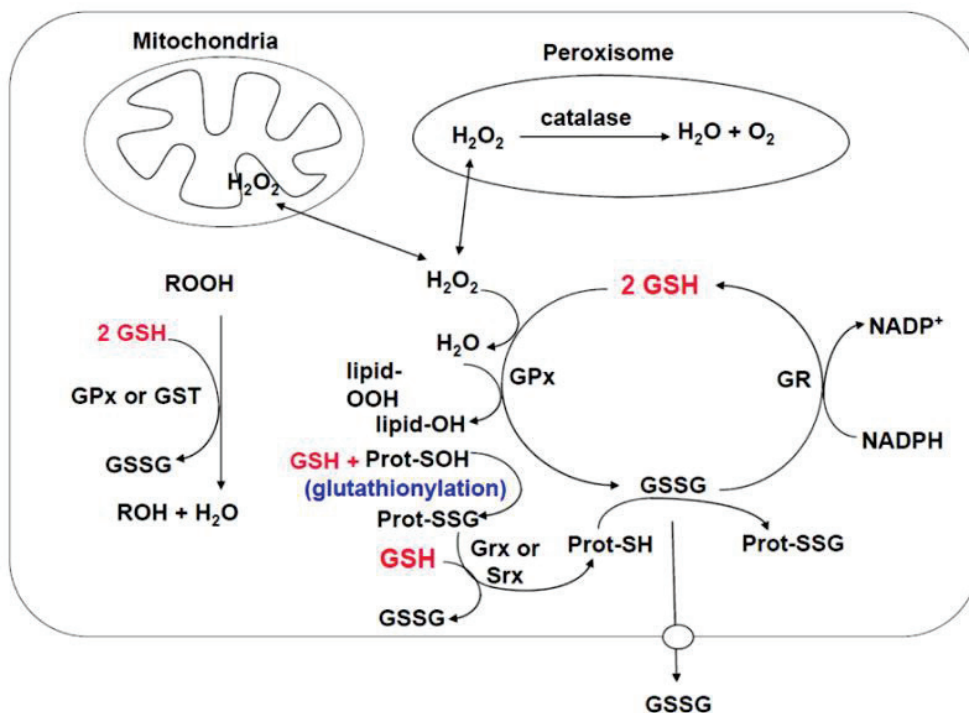 Mitochondria
Peroxisome
H₂O₂
catalase
H₂O + O₂
H₂O₂
H₂O₂
ROOH
2 GSH
2 GSH
NADP⁺
H₂O
lipid-
OOH
GPx
GR
GPx or GST
lipid-OH
NADPH
GSSG
GSH + Prot-SOH
(glutathionylation)
GSSG
ROH + H₂O
Prot-SSG
GSH
Grx or
Srx
Prot-SH
Prot-SSG
GSSG
GSSG